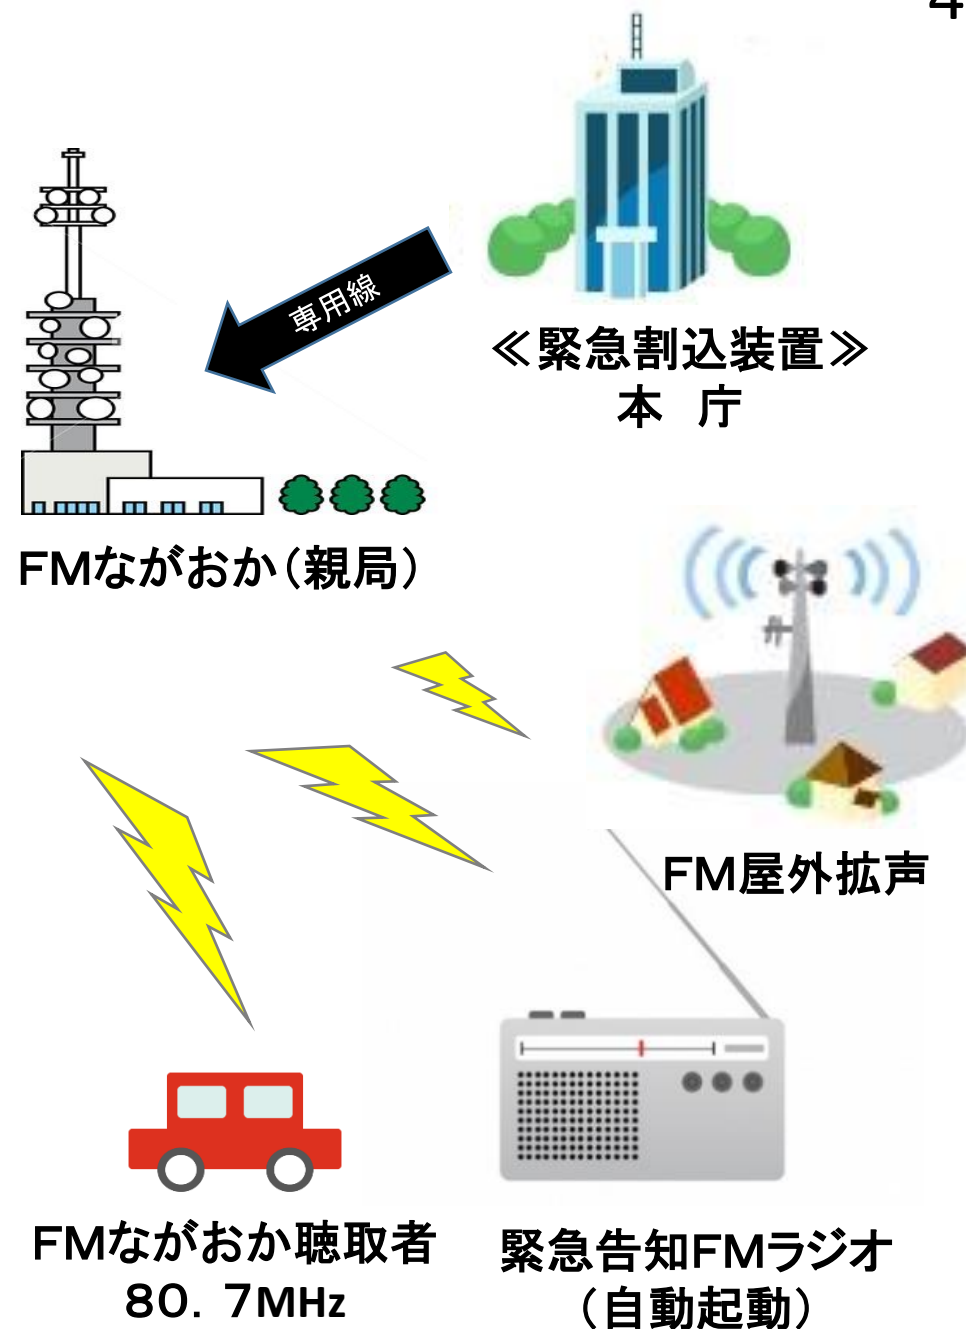 4
専用線
≪緊急割込装置≫
本　庁
FMながおか（親局）
FM屋外拡声
FMながおか聴取者
８０．７MHz
緊急告知FMラジオ
（自動起動）